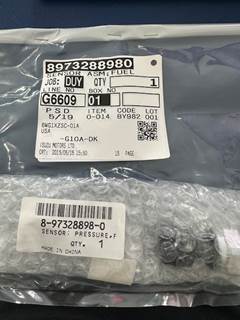 8973288980
SENSOR ASM;FUEL
JOB: DUY QTY 1
LINE BOX NO
G6609 01
PSD ITEM CODE LOT
5/19 0-014 BY982 001
USA
-G10A-DK
ISUZU MOTORS LTD.
8-97328898-0
SENSOR; PRESSURE,F
QTY. 1
MADE IN CHINA